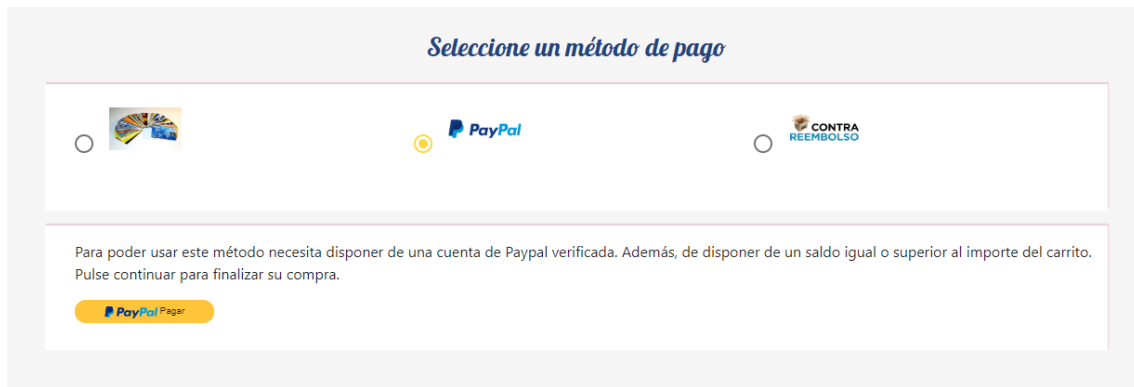 Seleccione un método de pago
PayPal
CONTRA
REEMBOLSO
Para poder usar este método necesita disponer de una cuenta de Paypal verificada. Además, de disponer de un saldo igual o superior al importe del carrito.
Pulse continuar para finalizar su compra.
PayPal Pagar